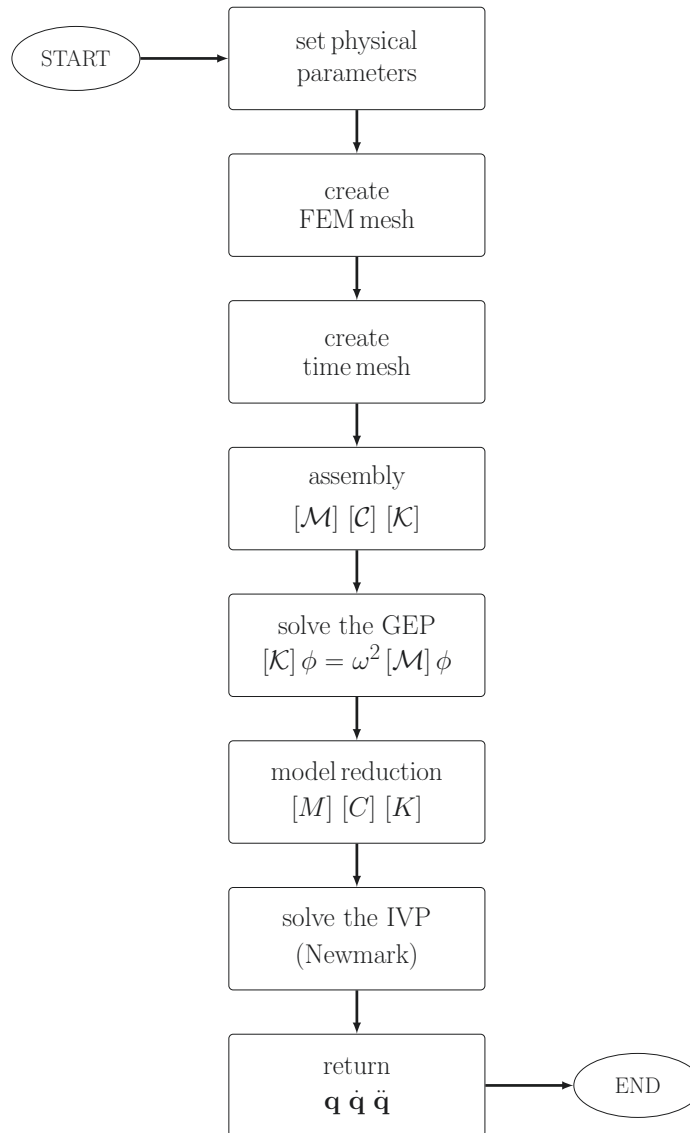 START
set physical
parameters
create
FEM mesh
create
time mesh
assembly
[ℳ] [𝒞] [𝒦]
solve the GEP
[𝒦] ϕ = ω² [ℳ] ϕ
model reduction
[M] [C] [K]
solve the IVP
(Newmark)
return
q q̇ q̈
END